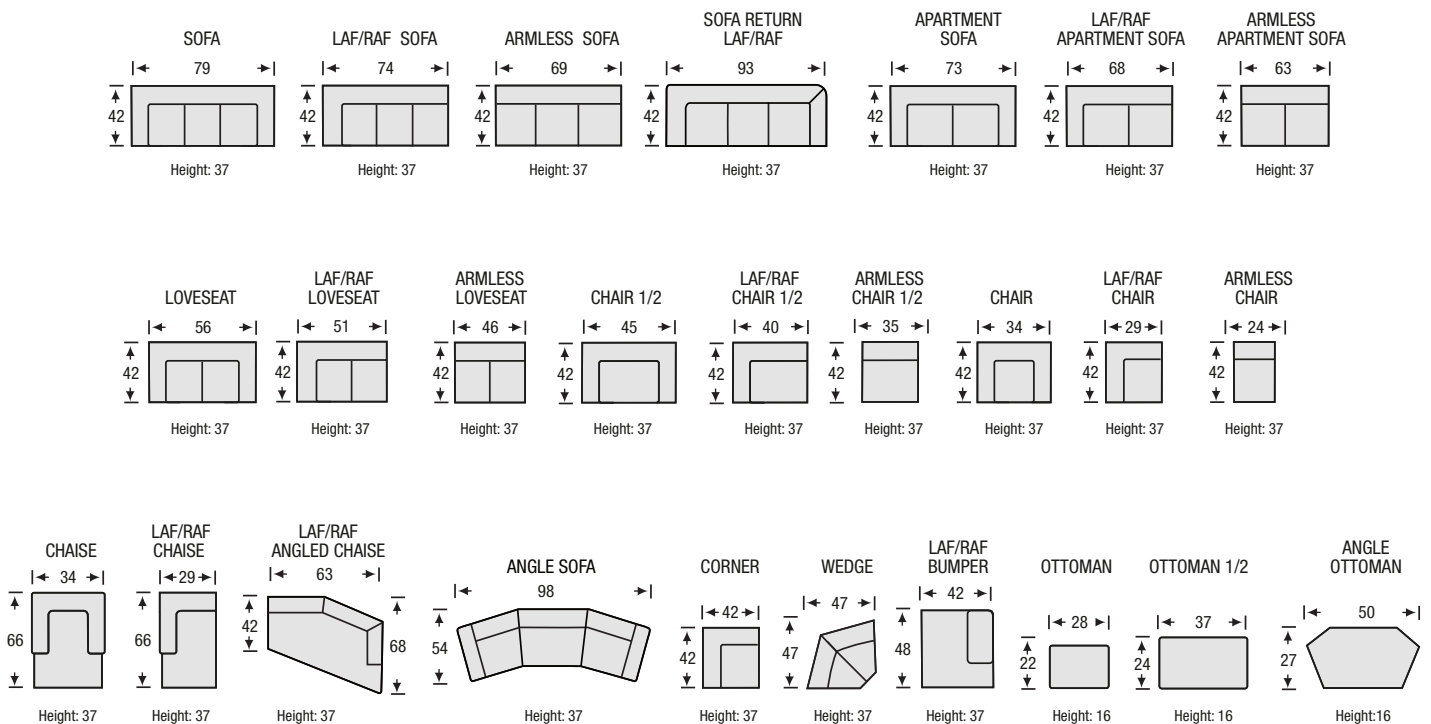 SOFA
79
42
Height: 37
LAF/RAF SOFA
74
42
Height: 37
ARMLESS SOFA
69
42
Height: 37
SOFA RETURN
LAF/RAF
93
42
Height: 37
APARTMENT
SOFA
73
42
Height: 37
LAF/RAF
APARTMENT SOFA
68
42
Height: 37
ARMLESS
APARTMENT SOFA
63
42
Height: 37
LOVESEAT
56
42
Height: 37
LAF/RAF
LOVESEAT
51
42
Height: 37
ARMLESS
LOVESEAT
46
42
Height: 37
CHAIR 1/2
45
42
Height: 37
LAF/RAF
CHAIR 1/2
40
42
Height: 37
ARMLESS
CHAIR 1/2
35
42
Height: 37
CHAIR
34
42
Height: 37
LAF/RAF
CHAIR
29
42
Height: 37
ARMLESS
CHAIR
24
42
Height: 37
CHAISE
34
66
Height: 37
LAF/RAF
CHAISE
29
66
Height: 37
LAF/RAF
ANGLED CHAISE
63
42
68
Height: 37
ANGLE SOFA
98
54
Height: 37
CORNER
42
42
Height: 37
WEDGE
47
47
Height: 37
LAF/RAF
BUMPER
42
48
Height: 37
OTTOMAN
28
22
Height: 16
OTTOMAN 1/2
37
24
Height: 16
ANGLE
OTTOMAN
50
27
Height:16